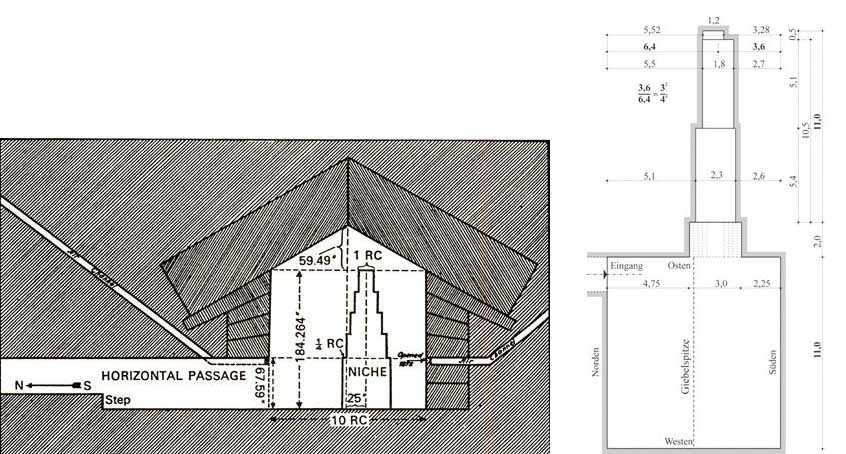 59.49"
1 RC
184.264"
½ RC
Opened
1872
HORIZONTAL PASSAGE
NICHE
N
S
67.59"
Step
25"
10 RC
1,2
5,52
3,28
0,5
6,4
3,6
5,5
1,8
2,7
3,6
6,4
=
3²
4²
5,1
10,5
11,0
5,1
2,3
2,6
5,4
2,0
Eingang
Osten
4,75
3,0
2,25
Norden
Giebelspitze
Süden
11,0
Westen